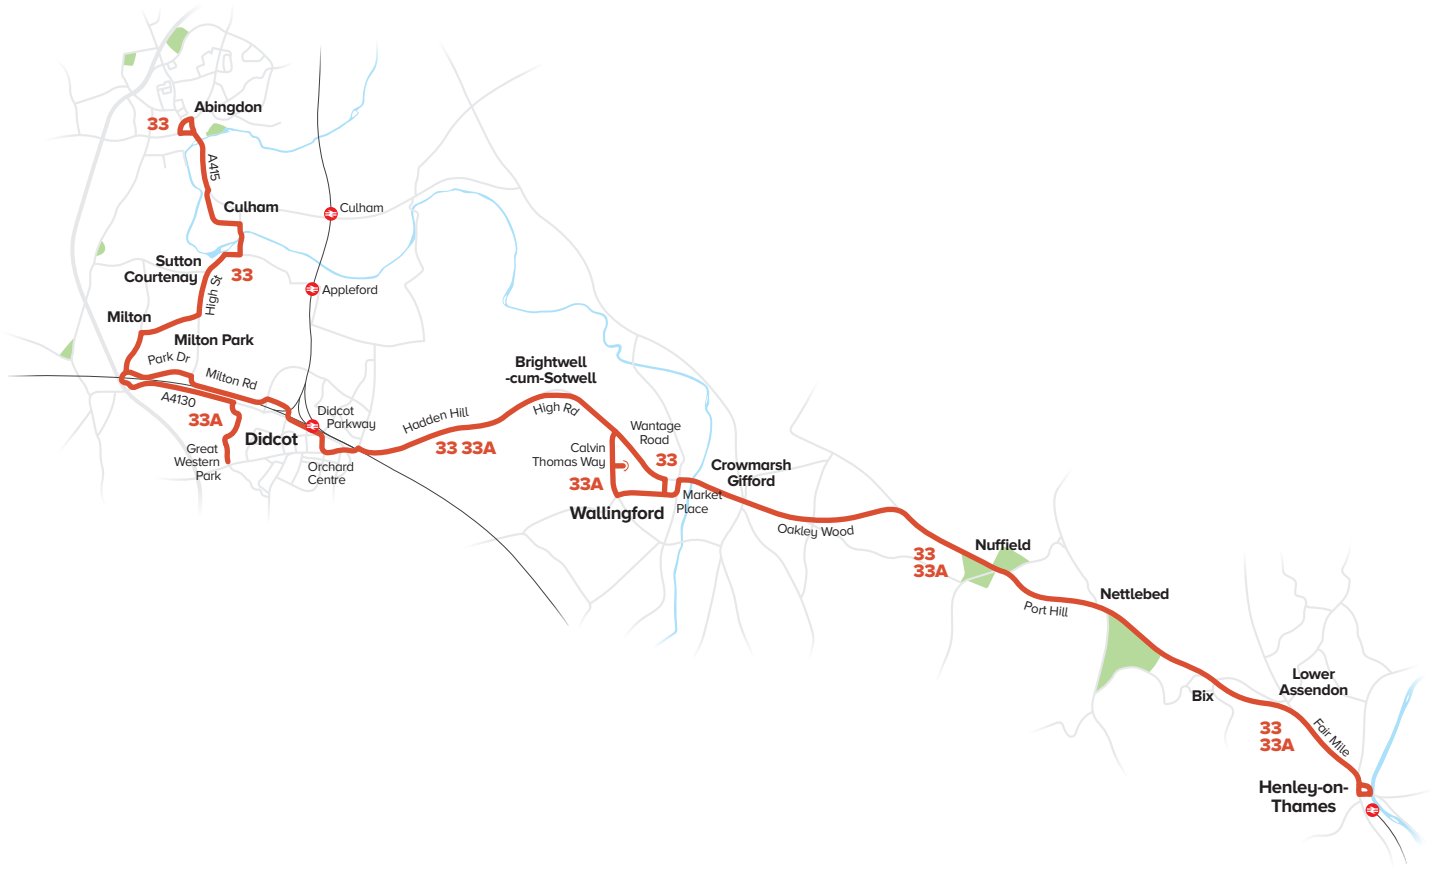 Abingdon
33
A415
Culham
Culham
Sutton
Courtenay
33
High St
Appleford
Milton
Milton Park
Park Dr
Milton Rd
A4130
33A
Great
Western
Park
Didcot
Didcot
Parkway
Orchard
Centre
Hadden Hill
33 33A
Brightwell
-cum-Sotwell
High Rd
Wantage
Road
Calvin
Thomas Way
33
33A
Wallingford
Market
Place
Crowmarsh
Gifford
Oakley Wood
33
33A
Nuffield
Port Hill
Nettlebed
Bix
Lower
Assendon
33
33A
Fair Mile
Henley-on-
Thames